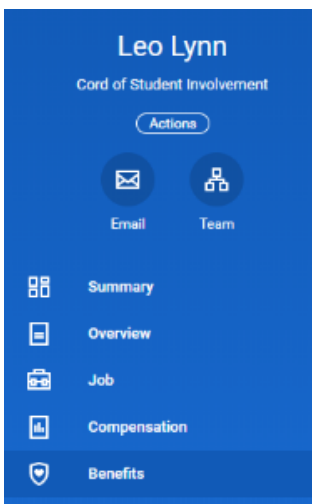 Leo Lynn
Cord of Student Involvement
Actions
Email Team
Summary
Overview
Job
Compensation
Benefits